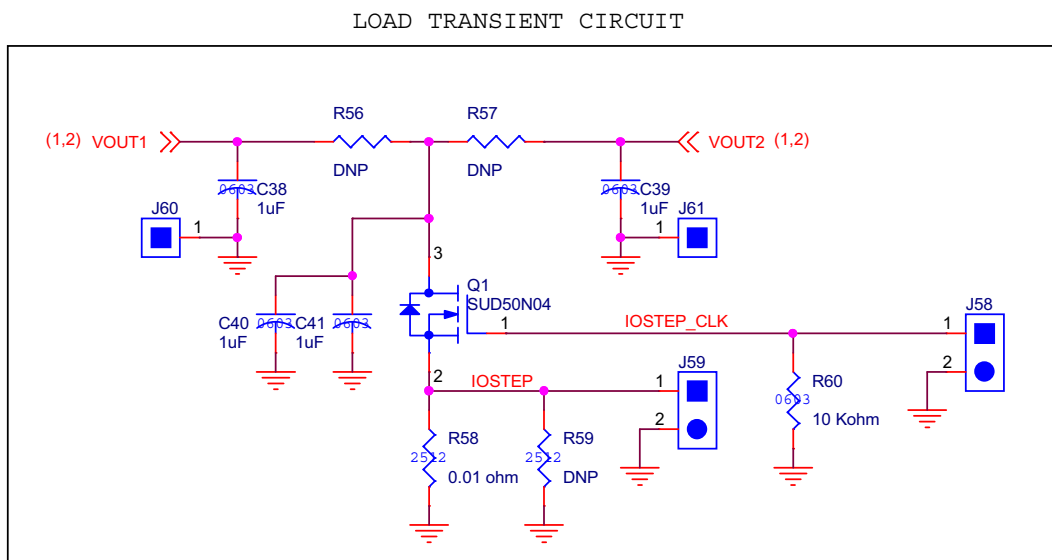 LOAD TRANSIENT CIRCUIT
R56
R57
(1,2) VOUT1
VOUT2 (1,2)
DNP
DNP
0603
C38
1uF
0603
C39
1uF
J60
1
J61
1
3
Q1
SUD50N04
C40
0603
1uF
C41
0603
1uF
1
IOSTEP_CLK
J58
1
2
2
IOSTEP
J59
1
2
R60
0603
10 Kohm
R58
2512
0.01 ohm
R59
2512
DNP